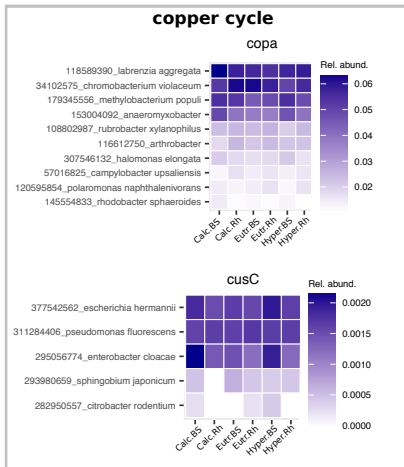 copper cycle
copa
118589390_labrenzia aggregata
34102575_chromobacterium violaceum
179345556_methylobacterium populi
153004092_anaeromyxobacter
108802987_rubrobacter xylanophilus
116612750_arthrobacter
307546132_halomonas elongata
57016825_campylobacter upsaliensis
120595854_polaromonas naphthalenivorans
145554833_rhodobacter sphaeroides
Calc.BS
Calc.Rh
Eutr.BS
Eutr.Rh
Hyper.BS
Hyper.Rh
Rel. abund.
0.06
0.05
0.04
0.03
0.02
cusC
377542562_escherichia hermannii
311284406_pseudomonas fluorescens
295056774_enterobacter cloacae
293980659_sphingobium japonicum
282950557_citrobacter rodentium
Calc.BS
Calc.Rh
Eutr.BS
Eutr.Rh
Hyper.BS
Hyper.Rh
Rel. abund.
0.0020
0.0015
0.0010
0.0005
0.0000